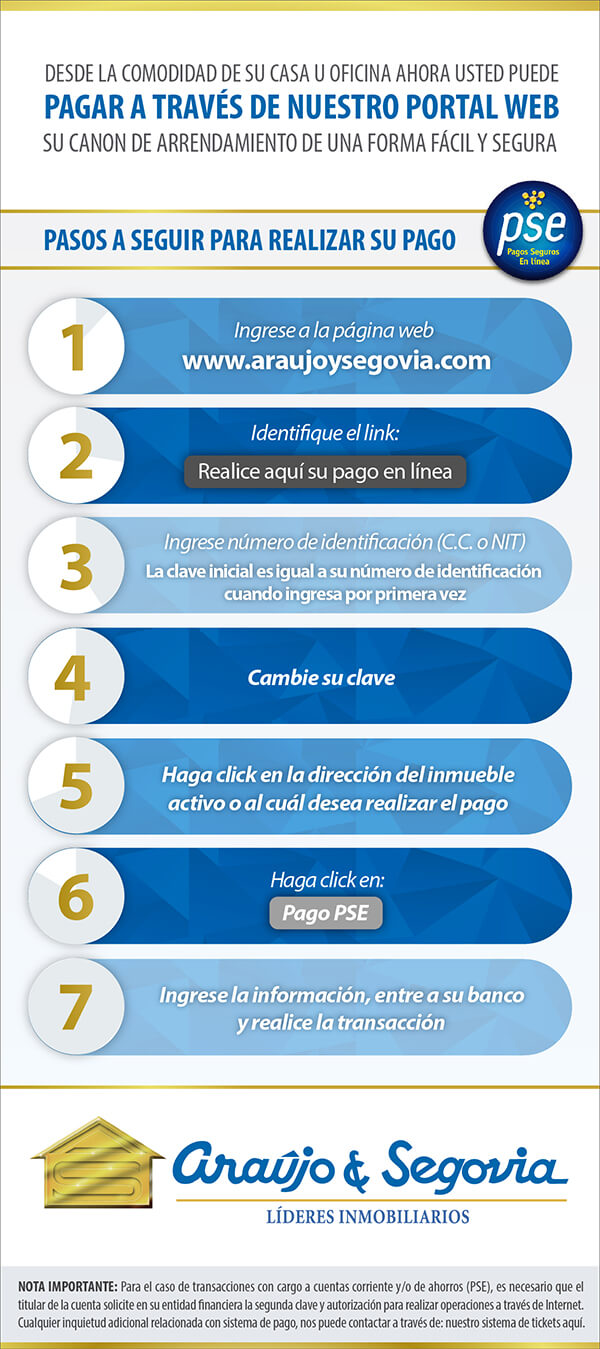 DESDE LA COMODIDAD DE SU CASA U OFICINA AHORA USTED PUEDE
PAGAR A TRAVÉS DE NUESTRO PORTAL WEB
SU CANON DE ARRENDAMIENTO DE UNA FORMA FÁCIL Y SEGURA
PASOS A SEGUIR PARA REALIZAR SU PAGO
pse
Pagos Seguros
En línea
1
Ingrese a la página web
www.araujoysegovia.com
2
Identifique el link:
Realice aquí su pago en línea
3
Ingrese número de identificación (C.C. o NIT)
La clave inicial es igual a su número de identificación
cuando ingresa por primera vez
4
Cambie su clave
5
Haga click en la dirección del inmueble
activo o al cuál desea realizar el pago
6
Haga click en:
Pago PSE
7
Ingrese la información, entre a su banco
y realice la transacción
Araújo & Segovia
LÍDERES INMOBILIARIOS
NOTA IMPORTANTE: Para el caso de transacciones con cargo a cuentas corriente y/o de ahorros (PSE), es necesario que el
titular de la cuenta solicite en su entidad financiera la segunda clave y autorización para realizar operaciones a través de Internet.
Cualquier inquietud adicional relacionada con sistema de pago, nos puede contactar a través de: nuestro sistema de tickets aquí.